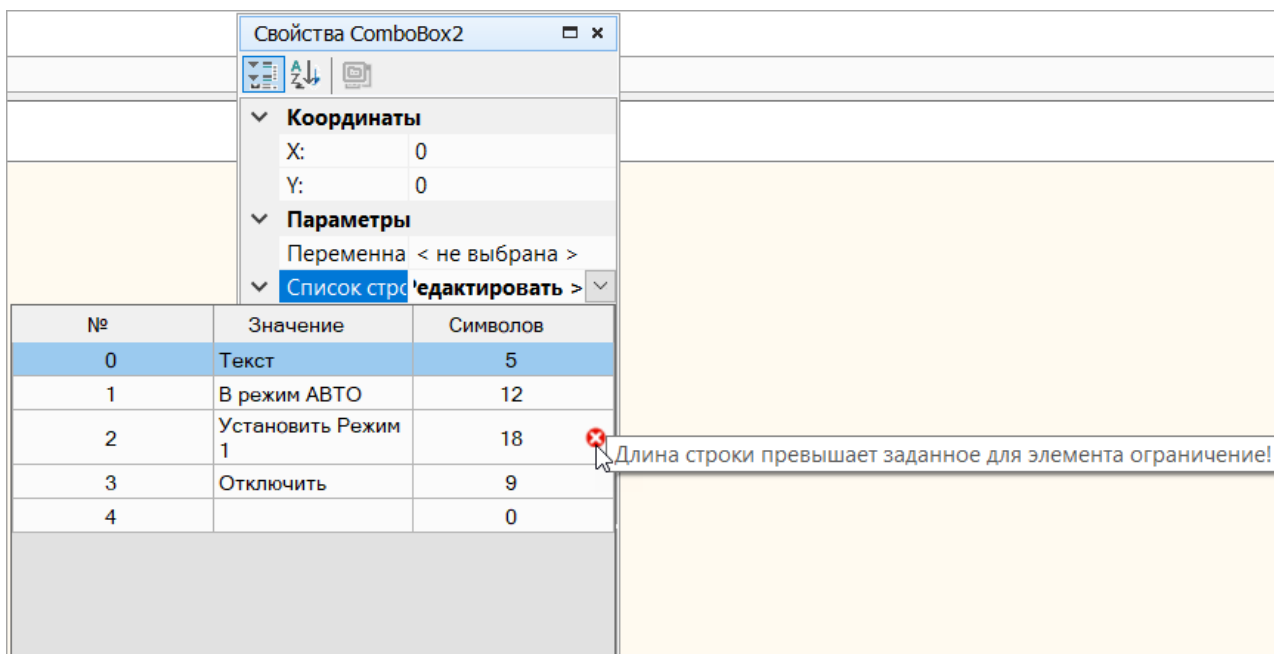 Свойства ComboBox2
Координаты
X: 0
Y: 0
Параметры
Переменна < не выбрана >
Список стро едактировать >
№ Значение Символов
0 Текст 5
1 В режим АВТО 12
2 Установить Режим 1 18
Длина строки превышает заданное для элемента ограничение!
3 Отключить 9
4 0